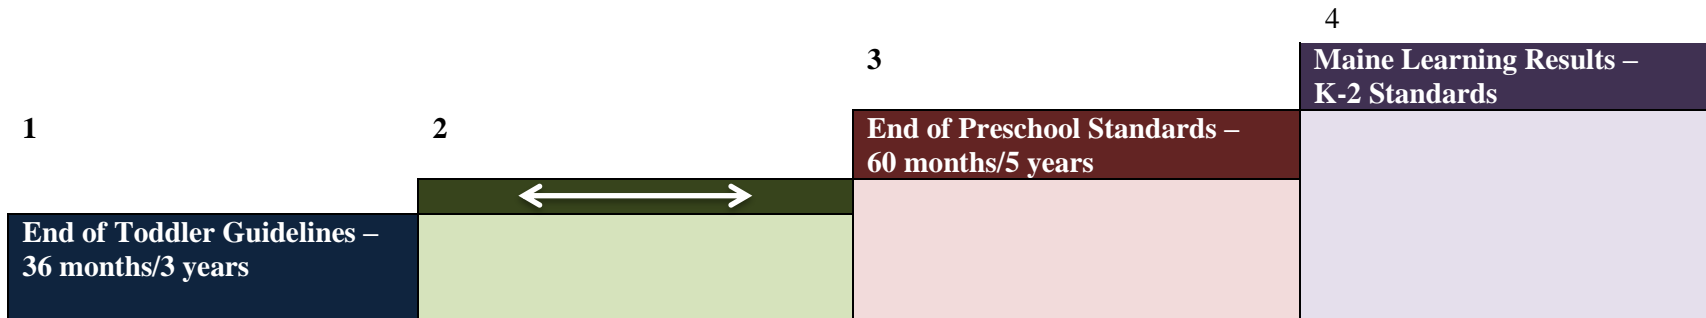 4
3
Maine Learning Results –
K-2 Standards
1
2
End of Preschool Standards –
60 months/5 years
End of Toddler Guidelines –
36 months/3 years